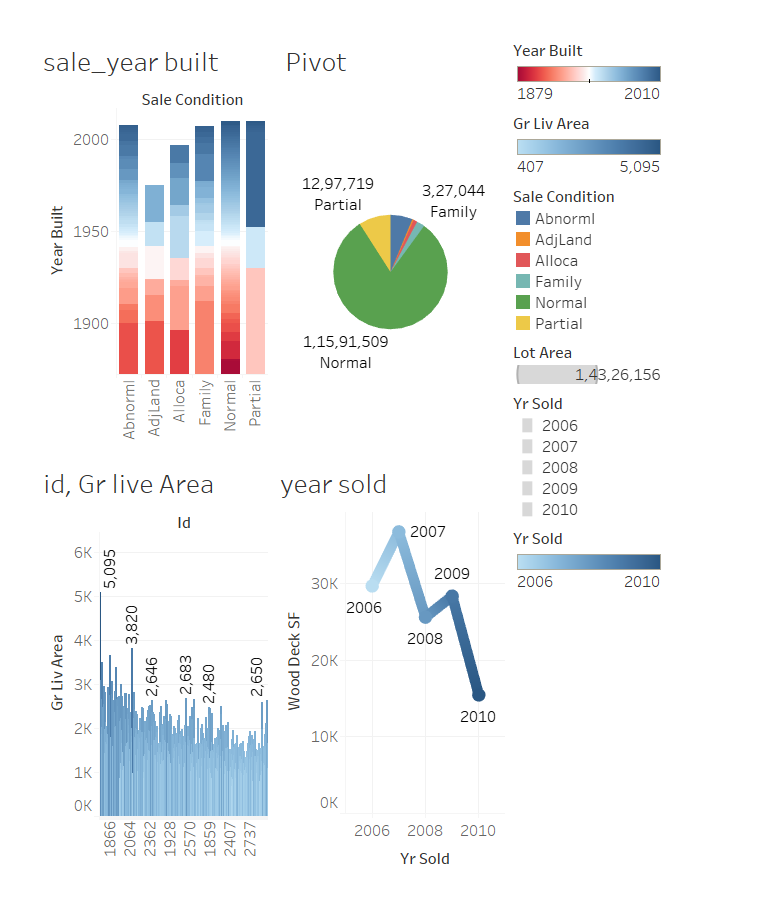 sale_year built
Sale Condition
Year Built
2000
1950
1900
Abnorml
AdjLand
Alloca
Family
Normal
Partial
Pivot
12,97,719
Partial
3,27,044
Family
1,15,91,509
Normal
Year Built
1879 2010
Gr Liv Area
407 5,095
Sale Condition
Abnorml
AdjLand
Alloca
Family
Normal
Partial
Lot Area
1,43,26,156
Yr Sold
2006
2007
2008
2009
2010
Yr Sold
2006 2010
id, Gr live Area
Id
Gr Liv Area
6K
5K
4K
3K
2K
1K
0K
5,095
3,820
2,646
2,683
2,480
2,650
1866
2064
2362
1928
2570
1859
2407
2737
year sold
Wood Deck SF
30K
20K
10K
0K
2006
2007
2008
2009
2010
2006 2008 2010
Yr Sold